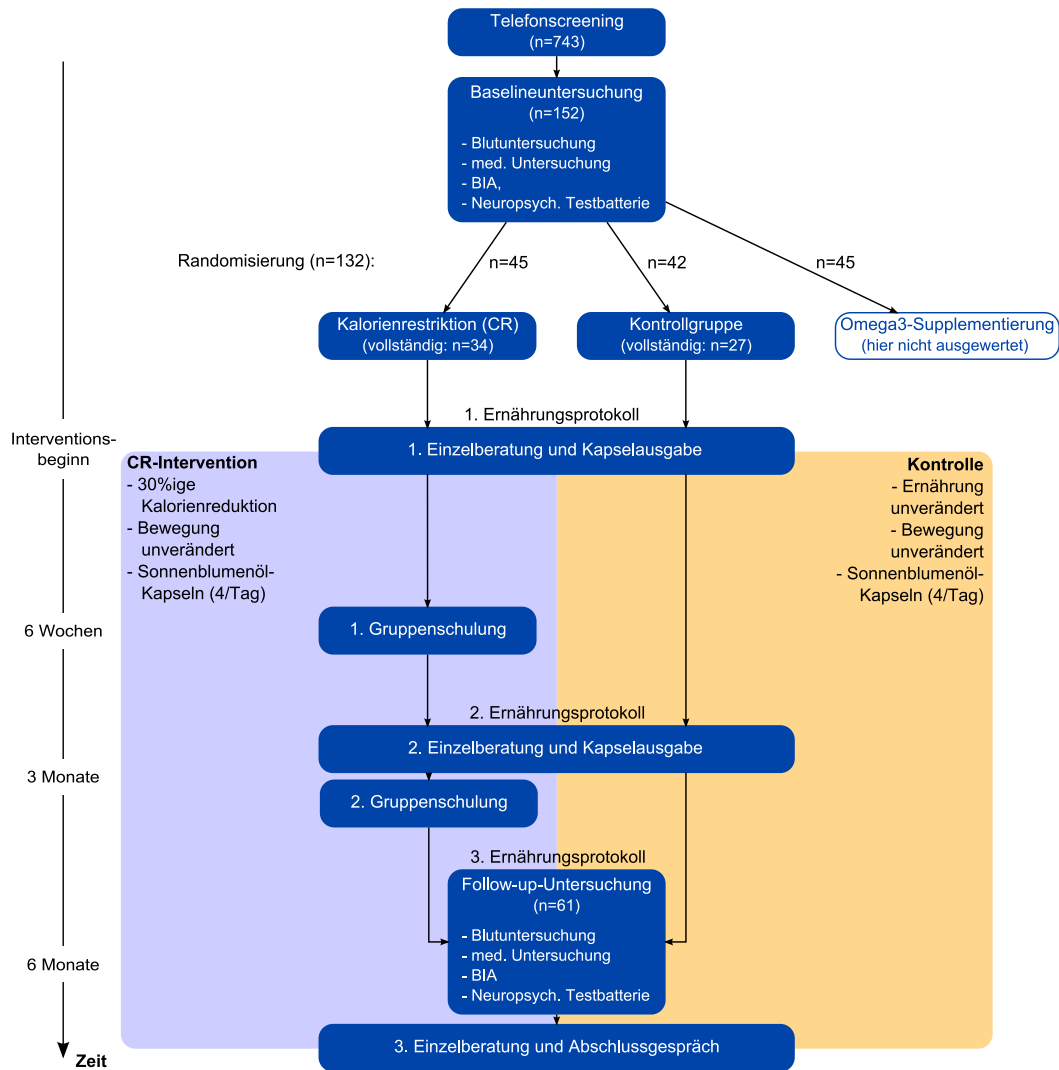 Telefonscreening
(n=743)
Baselineuntersuchung
(n=152)
- Blutuntersuchung
- med. Untersuchung
- BIA,
- Neuropsych. Testbatterie
Randomisierung (n=132):
n=45
n=42
n=45
Kalorienrestriktion (CR)
(vollständig: n=34)
Kontrollgruppe
(vollständig: n=27)
Omega3-Supplementierung
(hier nicht ausgewertet)
1. Ernährungsprotokoll
Interventions-
beginn
1. Einzelberatung und Kapselausgabe
CR-Intervention
- 30%ige
Kalorienreduktion
- Bewegung
unverändert
- Sonnenblumenöl-
Kapseln (4/Tag)
Kontrolle
- Ernährung
unverändert
- Bewegung
unverändert
- Sonnenblumenöl-
Kapseln (4/Tag)
6 Wochen
1. Gruppenschulung
2. Ernährungsprotokoll
2. Einzelberatung und Kapselausgabe
3 Monate
2. Gruppenschulung
3. Ernährungsprotokoll
Follow-up-Untersuchung
(n=61)
- Blutuntersuchung
- med. Untersuchung
- BIA
- Neuropsych. Testbatterie
6 Monate
3. Einzelberatung und Abschlussgespräch
Zeit